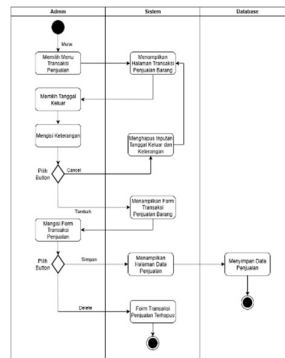 Admin
Sistem
Database
Mulai
Memilih Menu
Transaksi
Penjualan
Menampilkan
Halaman Transaksi
Penjualan Barang
Memilih Tanggal
Keluar
Mengisi Keterangan
Menghapus Inputan
Tanggal Keluar dan
Keterangan
Pilih
Button
Cancel
Tambah
Menampilkan Form
Transaksi
Penjualan Barang
Mengisi Form
Transaksi
Penjualan
Pilih
Button
Simpan
Menampilkan
Halaman Data
Penjualan
Menyimpan Data
Penjualan
Delete
Form Transaksi
Penjualan Terhapus